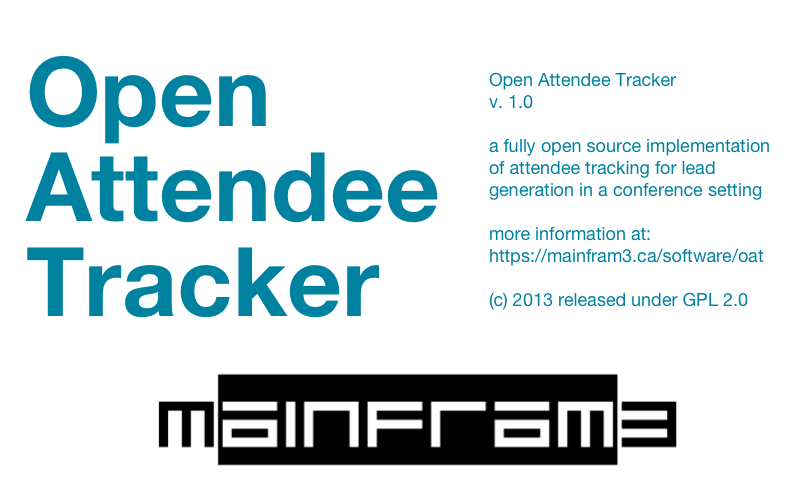 Open
Attendee
Tracker
Open Attendee Tracker
v. 1.0
a fully open source implementation
of attendee tracking for lead
generation in a conference setting
more information at:
https://mainfram3.ca/software/oat
(c) 2013 released under GPL 2.0
mainfram3